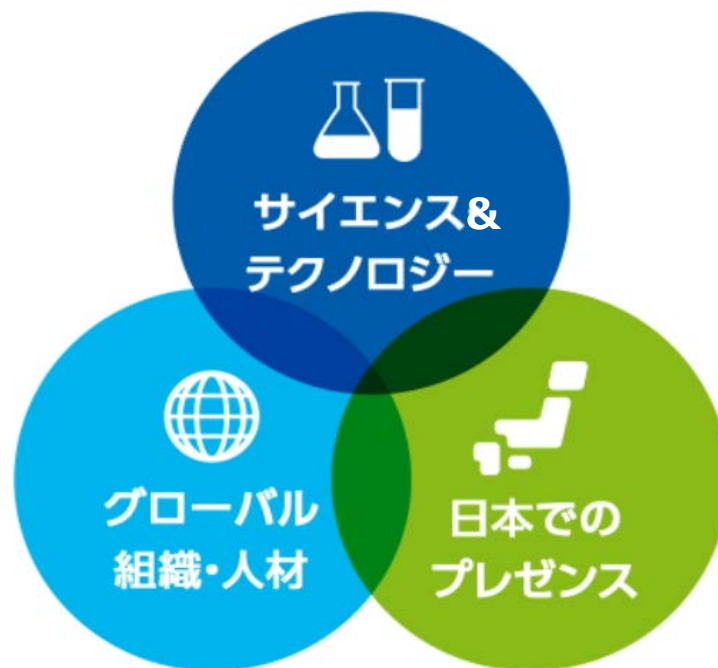 サイエンス&
テクノロジー
グローバル
組織・人材
日本での
プレゼンス